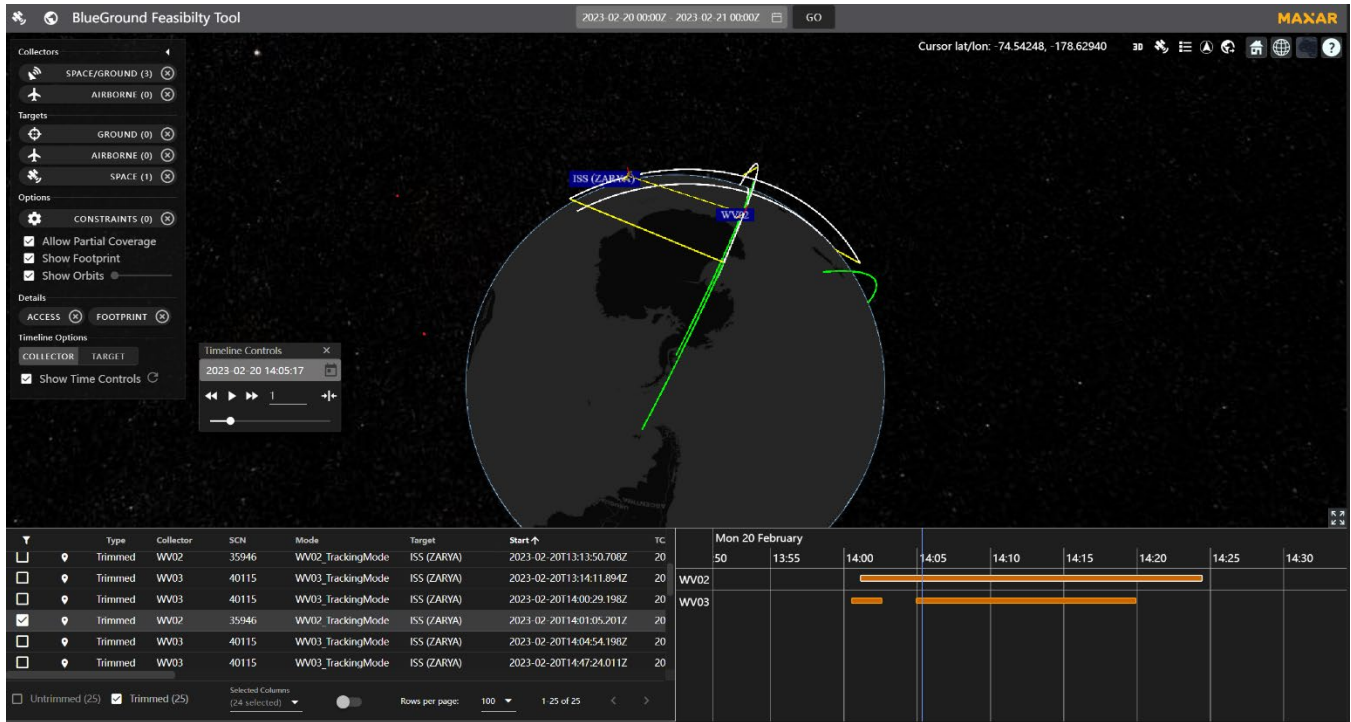 BlueGround Feasibilty Tool
2023-02-20 00:00Z - 2023-02-21 00:00Z
GO
MAXAR
Cursor lat/lon: -74.54248, -178.62940
3D
?
Collectors
SPACE/GROUND (3)
AIRBORNE (0)
Targets
GROUND (0)
AIRBORNE (0)
SPACE (1)
Options
CONSTRAINTS (0)
Allow Partial Coverage
Show Footprint
Show Orbits
Details
ACCESS FOOTPRINT
Timeline Options
COLLECTOR TARGET
Show Time Controls
Timeline Controls
2023-02-20 14:05:17
1
ISS (ZARYA)
WV02
Type Collector SCN Mode Target Start TC
Trimmed WV02 35946 WV02_TrackingMode ISS (ZARYA) 2023-02-20T13:13:50.708Z 20
Trimmed WV03 40115 WV03_TrackingMode ISS (ZARYA) 2023-02-20T13:14:11.894Z 20
Trimmed WV03 40115 WV03_TrackingMode ISS (ZARYA) 2023-02-20T14:00:29.198Z 20
Trimmed WV02 35946 WV02_TrackingMode ISS (ZARYA) 2023-02-20T14:01:05.201Z 20
Trimmed WV03 40115 WV03_TrackingMode ISS (ZARYA) 2023-02-20T14:04:54.198Z 20
Trimmed WV03 40115 WV03_TrackingMode ISS (ZARYA) 2023-02-20T14:47:24.011Z 20
Untrimmed (25) Trimmed (25)
Selected Columns
(24 selected)
Rows per page: 100 1-25 of 25
Mon 20 February
50 13:55 14:00 14:05 14:10 14:15 14:20 14:25 14:30
WV02
WV03